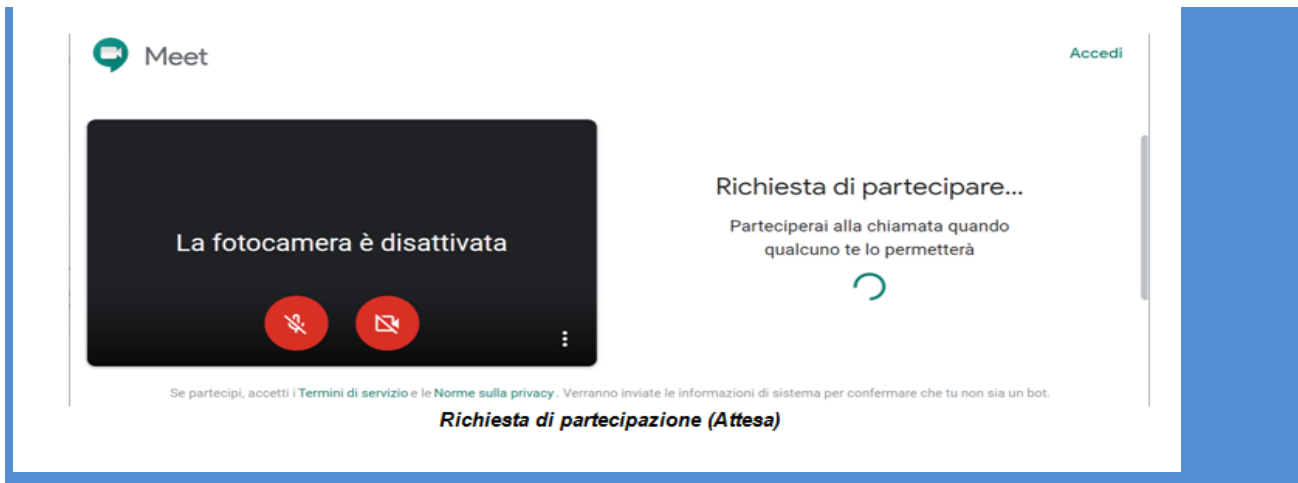 Meet
Accedi
La fotocamera è disattivata
Richiesta di partecipare...
Parteciperai alla chiamata quando
qualcuno te lo permetterà
Se partecipi, accetti i Termini di servizio e le Norme sulla privacy. Verranno inviate le informazioni di sistema per confermare che tu non sia un bot.
Richiesta di partecipazione (Attesa)